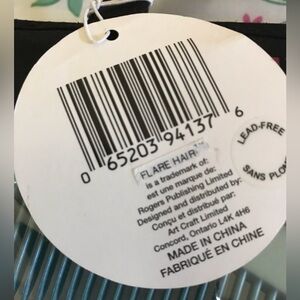 0 65203 94137 6
FLARE HAIR™
is a trademark of:
est une marque de:
Rogers Publishing Limited
Designed and distributed by:
Conçu et distribué par:
Art Craft Limited
Concord, Ontario L4K 4H6
MADE IN CHINA
FABRIQUÉ EN CHINE
LEAD-FREE
SANS